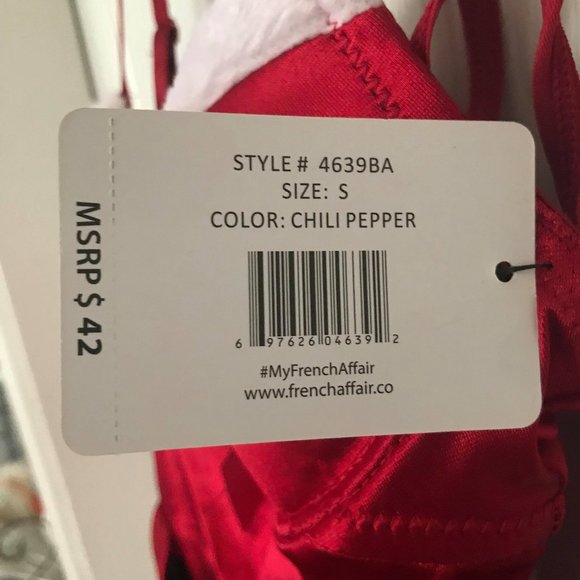 STYLE # 4639BA
SIZE: S
COLOR: CHILI PEPPER
6 97626 04639 2
#MyFrenchAffair
www.frenchaffair.co
MSRP $ 42